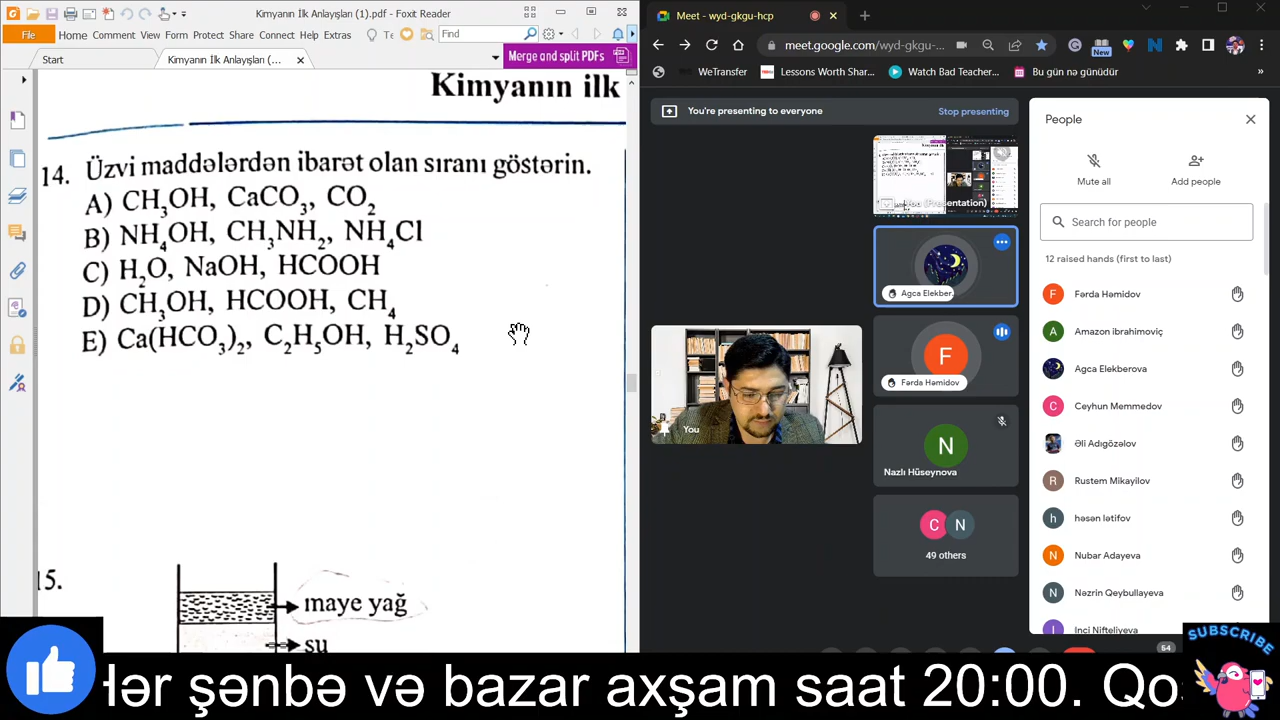 Kimyanın İlk Anlayışları (1).pdf - Foxit Reader
File Home Comment View Form Protect Share Connect Help Extras Find
Start Kimyanın İlk Anlayışları (... Merge and split PDFs
Kimyanın ilk
14. Üzvi maddələrdən ibarət olan sıranı göstərin.
A) CH₃OH, CaCO₃, CO₂
B) NH₄OH, CH₃NH₂, NH₄Cl
C) H₂O, NaOH, HCOOH
D) CH₃OH, HCOOH, CH₄
E) Ca(HCO₃)₂, C₂H₅OH, H₂SO₄
15.
maye yağ
su
Meet - wyd-gkgu-hcp
meet.google.com/wyd-gkgu-...
New
WeTransfer Lessons Worth Shar... Watch Bad Teacher... Bu gün nə günüdür
You're presenting to everyone Stop presenting
You (Presentation)
Agca Elekber...
F
Fərda Həmidov
You
N
Nazlı Hüseynova
C N
49 others
People
Mute all Add people
Search for people
12 raised hands (first to last)
F Fərda Həmidov
A Amazon ibrahimoviç
Agca Elekberova
C Ceyhun Memmedov
Əli Adıgözəlov
R Rustem Mikayilov
h həsən lətifov
N Nubar Adayeva
N Nəzrin Qeybullayeva
I Inci Nifteliyeva
54
SUBSCRIBE
Hər şənbə və bazar axşam saat 20:00. Qos